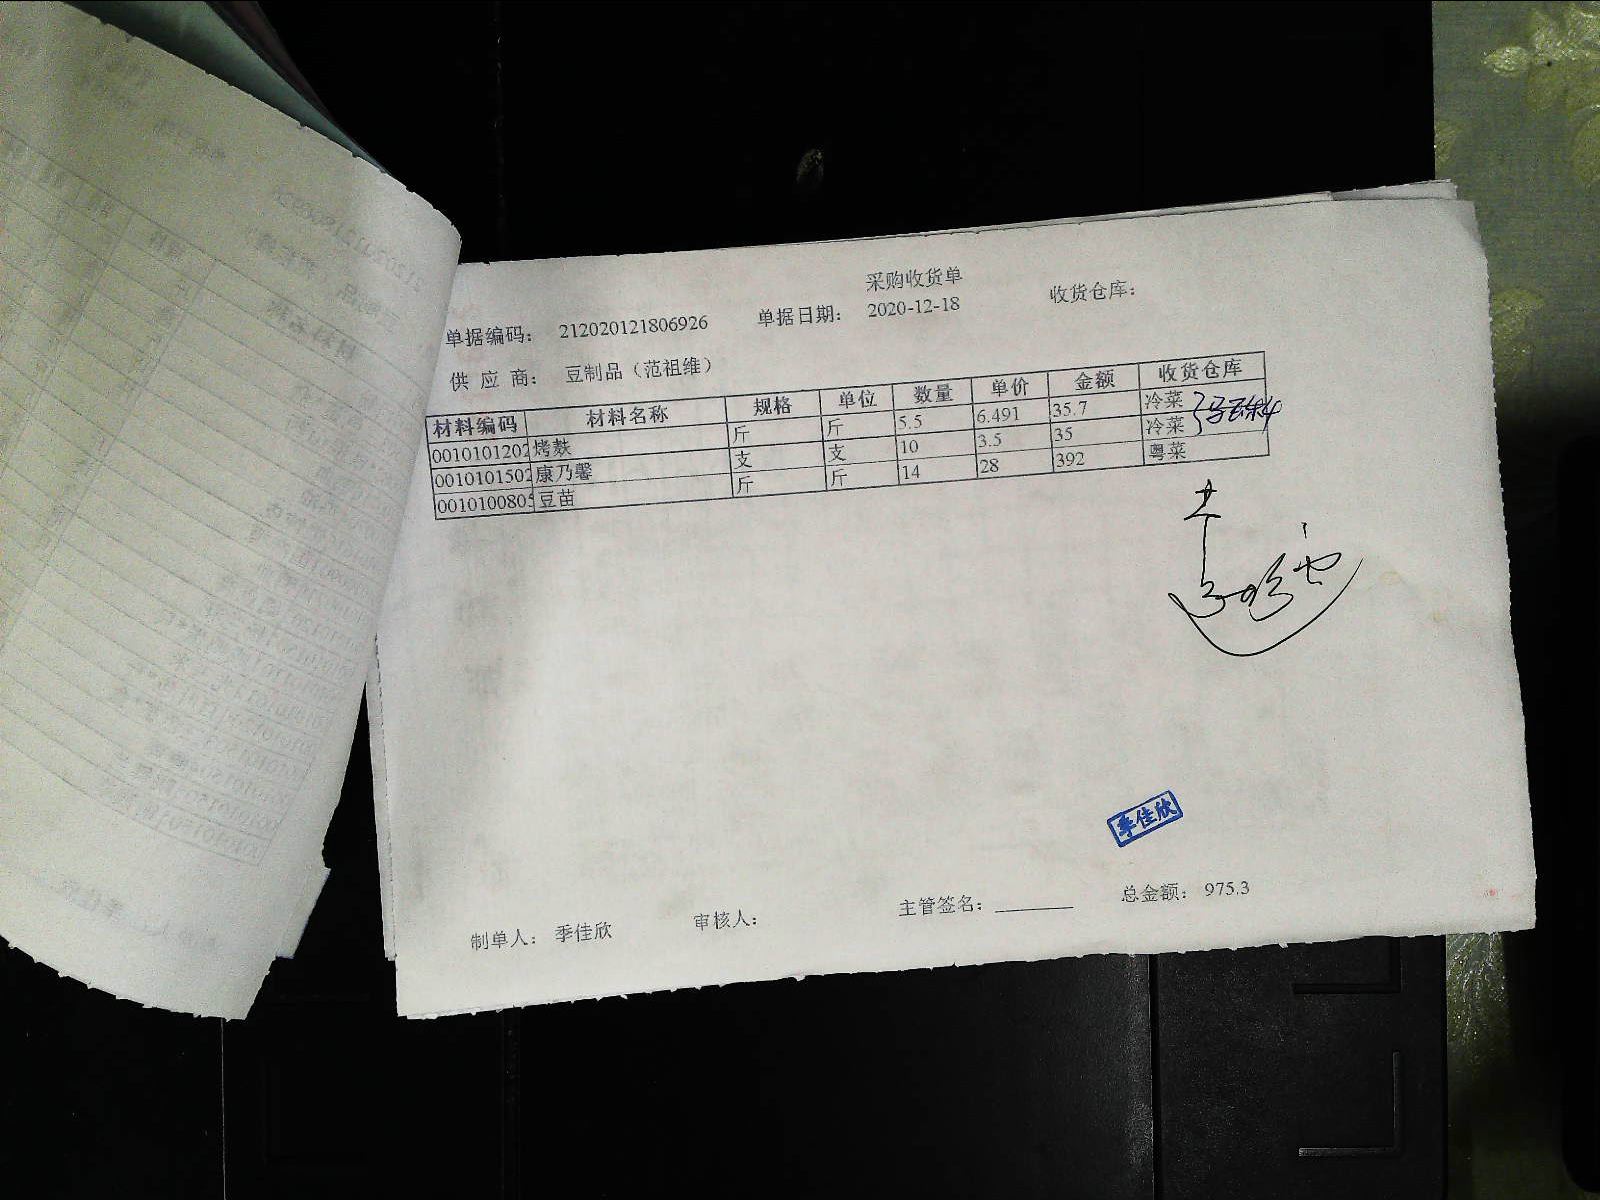 采购收货单
单据编码： 212020121806926 单据日期： 2020-12-18 收货仓库：
供 应 商： 豆制品（范祖维）
材料编码 材料名称 规格 单位 数量 单价 金额 收货仓库
0010101202 烤麸 斤 斤 5.5 6.491 35.7 冷菜
0010101502 康乃馨 支 支 10 3.5 35 冷菜
0010100805 豆苗 斤 斤 14 28 392 粤菜
季佳欣
制单人： 季佳欣 审核人： 主管签名： 总金额： 975.3